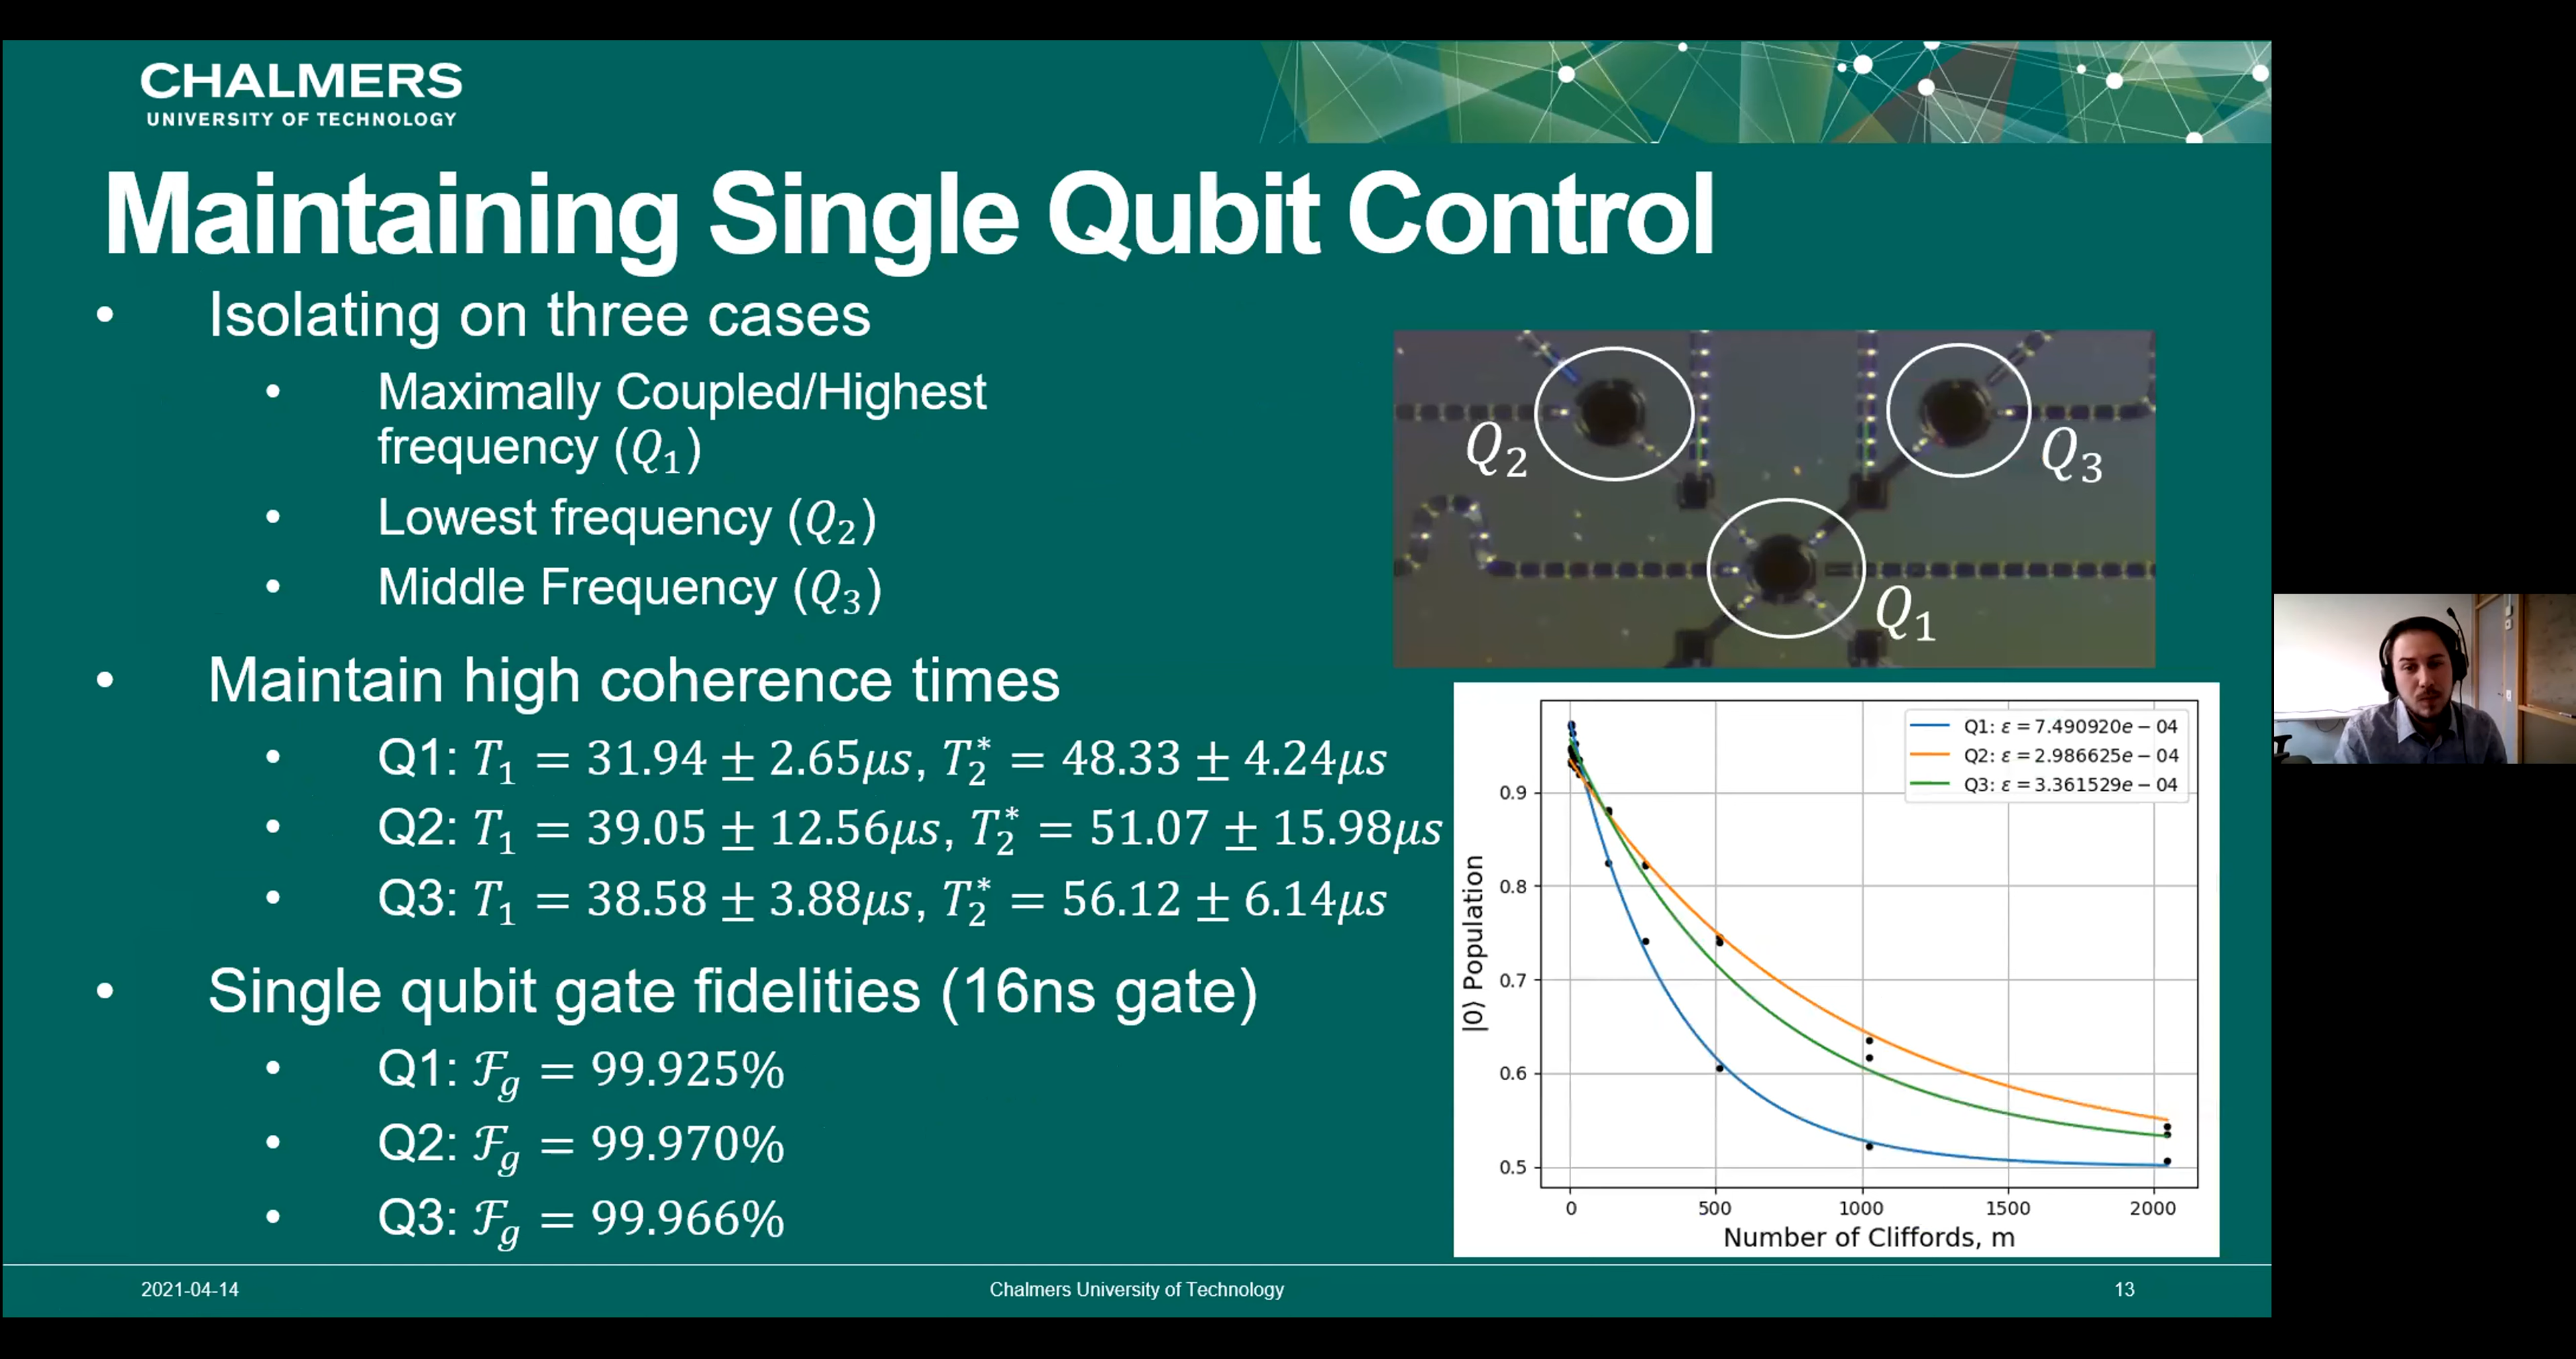 CHALMERS
UNIVERSITY OF TECHNOLOGY
Maintaining Single Qubit Control
• Isolating on three cases
• Maximally Coupled/Highest
frequency (Q₁)
• Lowest frequency (Q₂)
• Middle Frequency (Q₃)
• Maintain high coherence times
• Q1: T₁ = 31.94 ± 2.65μs, T₂* = 48.33 ± 4.24μs
• Q2: T₁ = 39.05 ± 12.56μs, T₂* = 51.07 ± 15.98μs
• Q3: T₁ = 38.58 ± 3.88μs, T₂* = 56.12 ± 6.14μs
• Single qubit gate fidelities (16ns gate)
• Q1: ℱg = 99.925%
• Q2: ℱg = 99.970%
• Q3: ℱg = 99.966%
Q₂
Q₃
Q₁
Q1: ε = 7.490920e − 04
Q2: ε = 2.986625e − 04
Q3: ε = 3.361529e − 04
|0⟩ Population
0.9
0.8
0.7
0.6
0.5
0 500 1000 1500 2000
Number of Cliffords, m
2021-04-14 Chalmers University of Technology 13